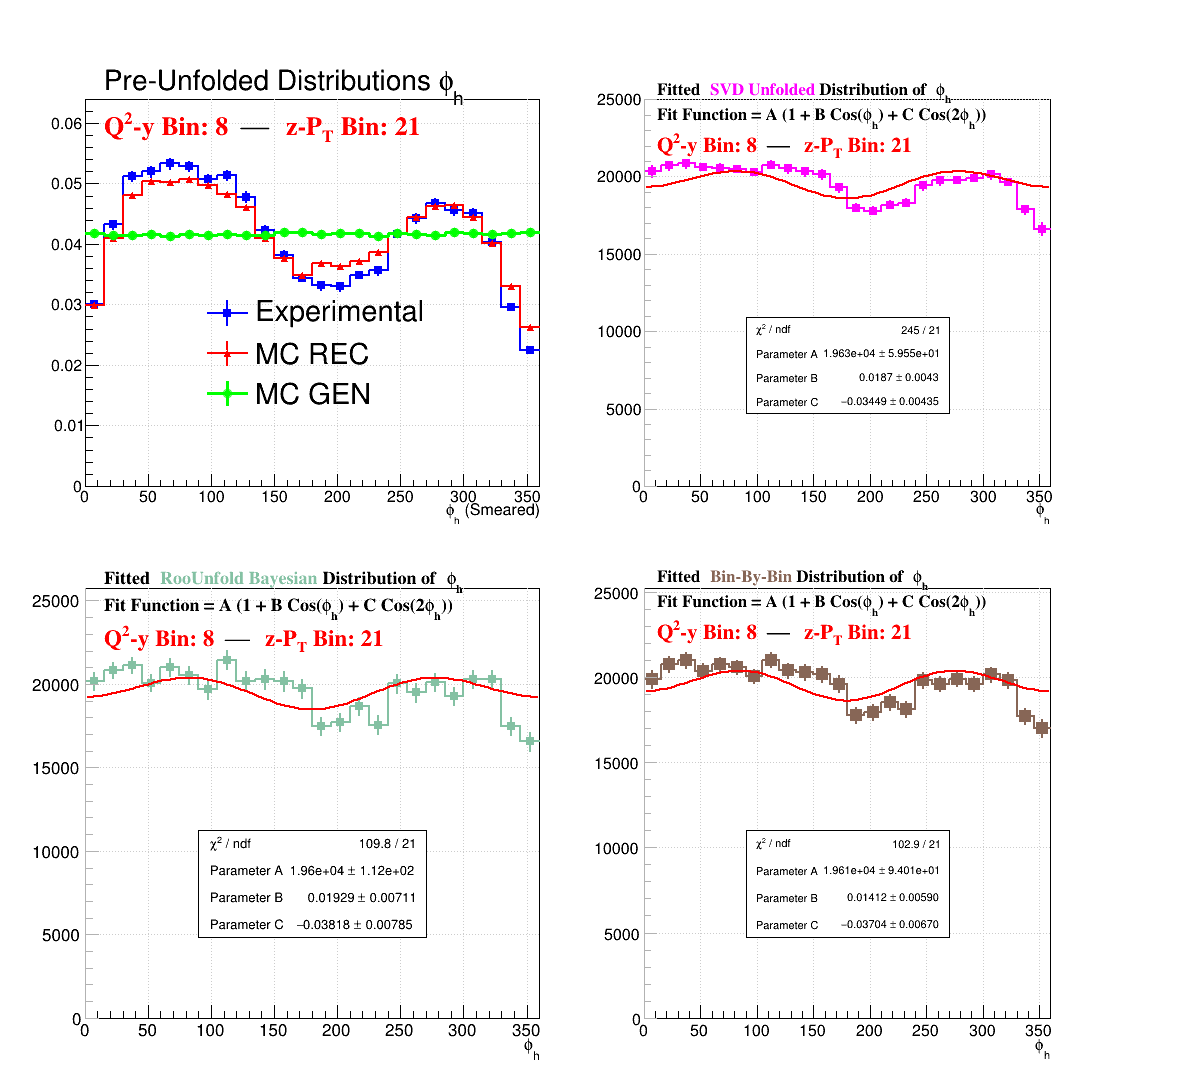 Pre-Unfolded Distributions ϕh
Q²-y Bin: 8 — z-PT Bin: 21
0.06
0.05
0.04
0.03
0.02
0.01
0
Experimental
MC REC
MC GEN
0 50 100 150 200 250 300 350
ϕh (Smeared)
Fitted SVD Unfolded Distribution of ϕh
Fit Function = A (1 + B Cos(ϕh) + C Cos(2ϕh))
Q²-y Bin: 8 — z-PT Bin: 21
25000
20000
15000
10000
5000
0
χ² / ndf 245 / 21
Parameter A 1.963e+04 ± 5.955e+01
Parameter B 0.0187 ± 0.0043
Parameter C −0.03449 ± 0.00435
0 50 100 150 200 250 300 350
ϕh
Fitted RooUnfold Bayesian Distribution of ϕh
Fit Function = A (1 + B Cos(ϕh) + C Cos(2ϕh))
Q²-y Bin: 8 — z-PT Bin: 21
25000
20000
15000
10000
5000
0
χ² / ndf 109.8 / 21
Parameter A 1.96e+04 ± 1.12e+02
Parameter B 0.01929 ± 0.00711
Parameter C −0.03818 ± 0.00785
0 50 100 150 200 250 300 350
ϕh
Fitted Bin-By-Bin Distribution of ϕh
Fit Function = A (1 + B Cos(ϕh) + C Cos(2ϕh))
Q²-y Bin: 8 — z-PT Bin: 21
25000
20000
15000
10000
5000
0
χ² / ndf 102.9 / 21
Parameter A 1.961e+04 ± 9.401e+01
Parameter B 0.01412 ± 0.00590
Parameter C −0.03704 ± 0.00670
0 50 100 150 200 250 300 350
ϕh